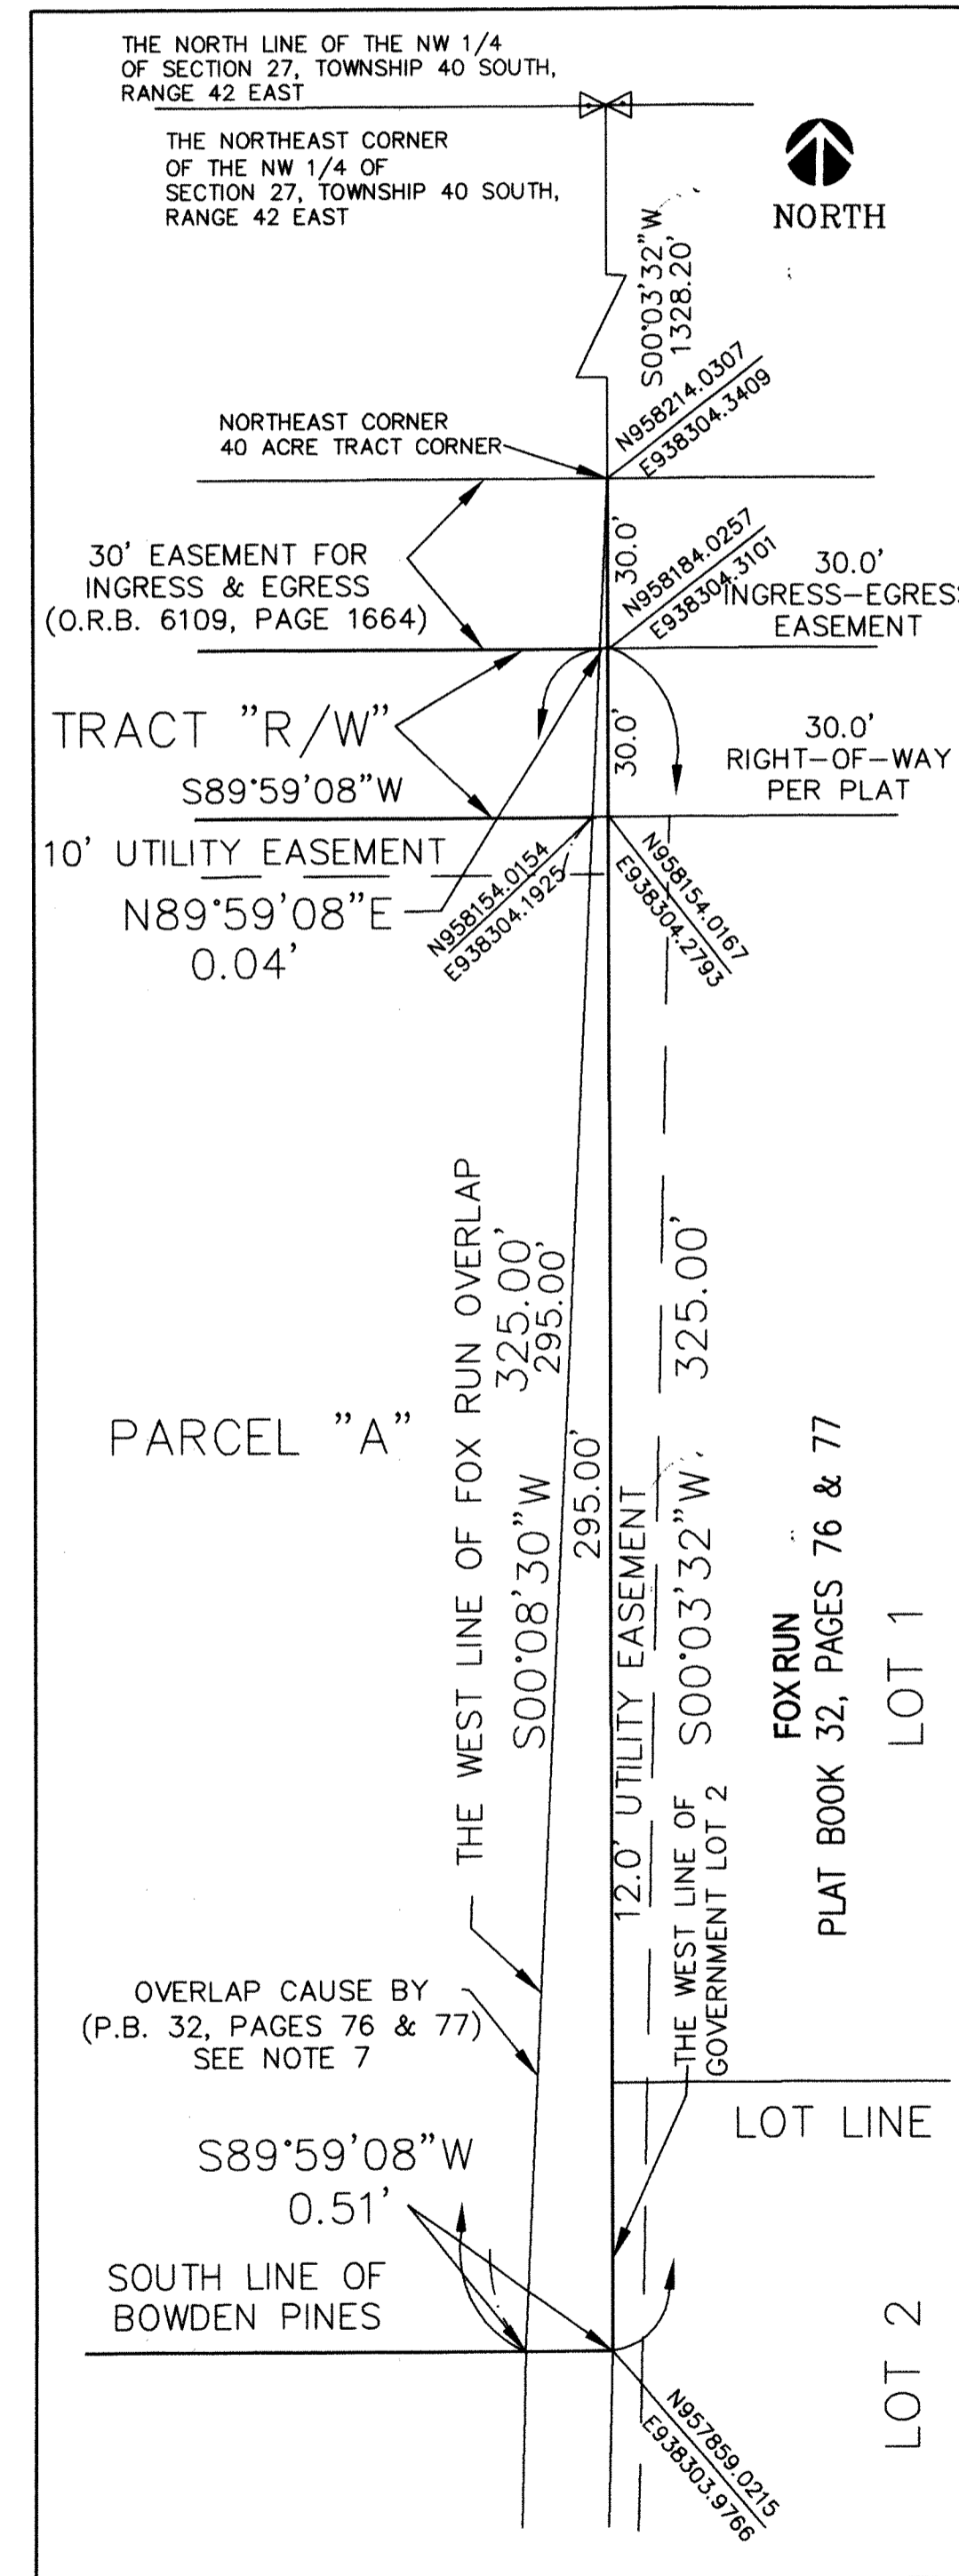 THE NORTH LINE OF THE NW 1/4
OF SECTION 27, TOWNSHIP 40 SOUTH,
RANGE 42 EAST
THE NORTHEAST CORNER
OF THE NW 1/4 OF
SECTION 27, TOWNSHIP 40 SOUTH,
RANGE 42 EAST
NORTH
S00°03'32"W
1328.20'
N958214.0307
E938304.3409
NORTHEAST CORNER
40 ACRE TRACT CORNER
30' EASEMENT FOR
INGRESS & EGRESS
(O.R.B. 6109, PAGE 1664)
30.0'
N958184.0257
E938304.3101
30.0'
INGRESS-EGRESS
EASEMENT
TRACT "R/W"
S89°59'08"W
30.0'
30.0'
RIGHT-OF-WAY
PER PLAT
10' UTILITY EASEMENT
N89°59'08"E
0.04'
N958154.0154
E938304.1925
N958154.0167
E938304.2793
THE WEST LINE OF FOX RUN OVERLAP
325.00'
295.00'
S00°08'30"W
295.00'
325.00'
S00°03'32"W
12.0' UTILITY EASEMENT
PARCEL "A"
FOX RUN
PLAT BOOK 32, PAGES 76 & 77
LOT 1
THE WEST LINE OF
GOVERNMENT LOT 2
OVERLAP CAUSE BY
(P.B. 32, PAGES 76 & 77)
SEE NOTE 7
LOT LINE
S89°59'08"W
0.51'
SOUTH LINE OF
BOWDEN PINES
LOT 2
N957859.0215
E938303.9766